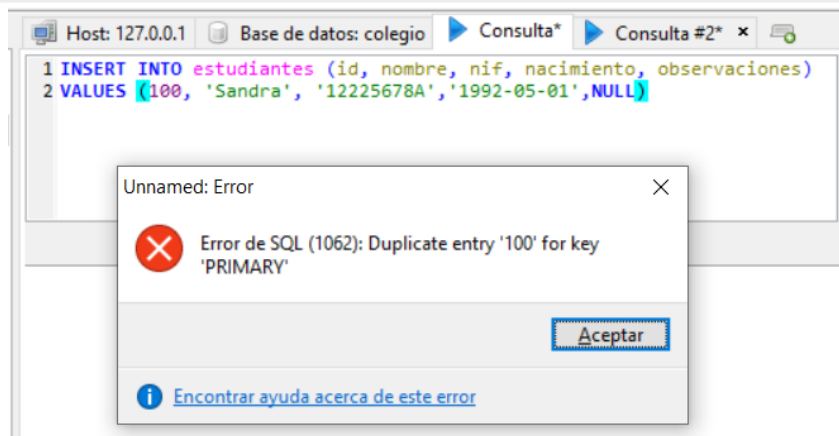 Host: 127.0.0.1 Base de datos: colegio Consulta* Consulta #2* ×
1 INSERT INTO estudiantes (id, nombre, nif, nacimiento, observaciones)
2 VALUES (100, 'Sandra', '12225678A','1992-05-01',NULL)
Unnamed: Error
Error de SQL (1062): Duplicate entry '100' for key
'PRIMARY'
Aceptar
Encontrar ayuda acerca de este error